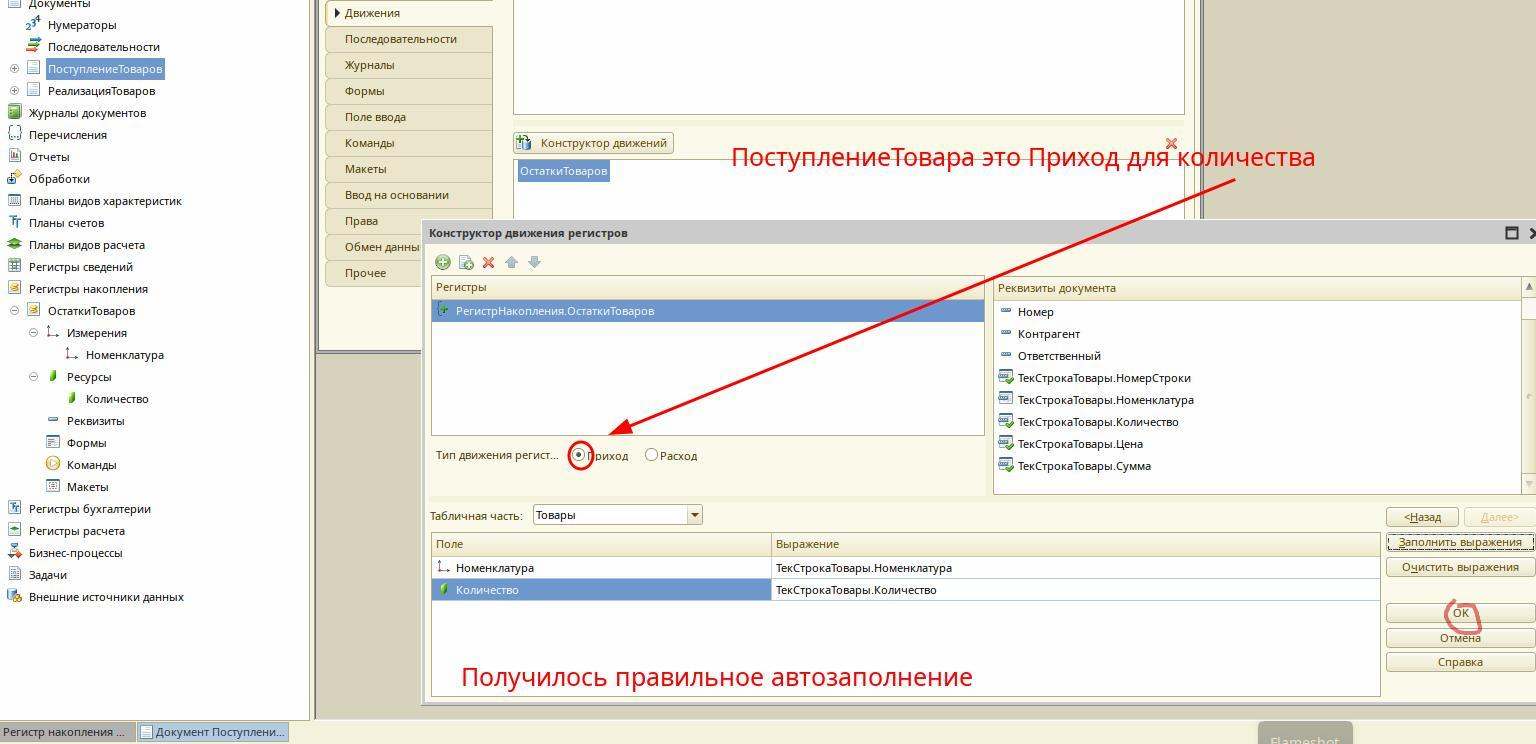 Документы
Нумераторы
Последовательности
ПоступлениеТоваров
РеализацияТоваров
Журналы документов
Перечисления
Отчеты
Обработки
Планы видов характеристик
Планы счетов
Планы видов расчета
Регистры сведений
Регистры накопления
ОстаткиТоваров
Измерения
Номенклатура
Ресурсы
Количество
Реквизиты
Формы
Команды
Макеты
Регистры бухгалтерии
Регистры расчета
Бизнес-процессы
Задачи
Внешние источники данных
Движения
Последовательности
Журналы
Формы
Поле ввода
Команды
Макеты
Ввод на основании
Права
Обмен данны
Прочее
Конструктор движений
ОстаткиТоваров
ПоступлениеТовара это Приход для количества
Конструктор движения регистров
Регистры
РегистрНакопления.ОстаткиТоваров
Тип движения регист... Приход Расход
Реквизиты документа
Номер
Контрагент
Ответственный
ТекСтрокаТовары.НомерСтроки
ТекСтрокаТовары.Номенклатура
ТекСтрокаТовары.Количество
ТекСтрокаТовары.Цена
ТекСтрокаТовары.Сумма
Табличная часть: Товары
Поле Выражение
Номенклатура ТекСтрокаТовары.Номенклатура
Количество ТекСтрокаТовары.Количество
<Назад Далее>
Заполнить выражения
Очистить выражения
OK
Отмена
Справка
Получилось правильное автозаполнение
Регистр накопления ... Документ Поступлени...
Flameshot